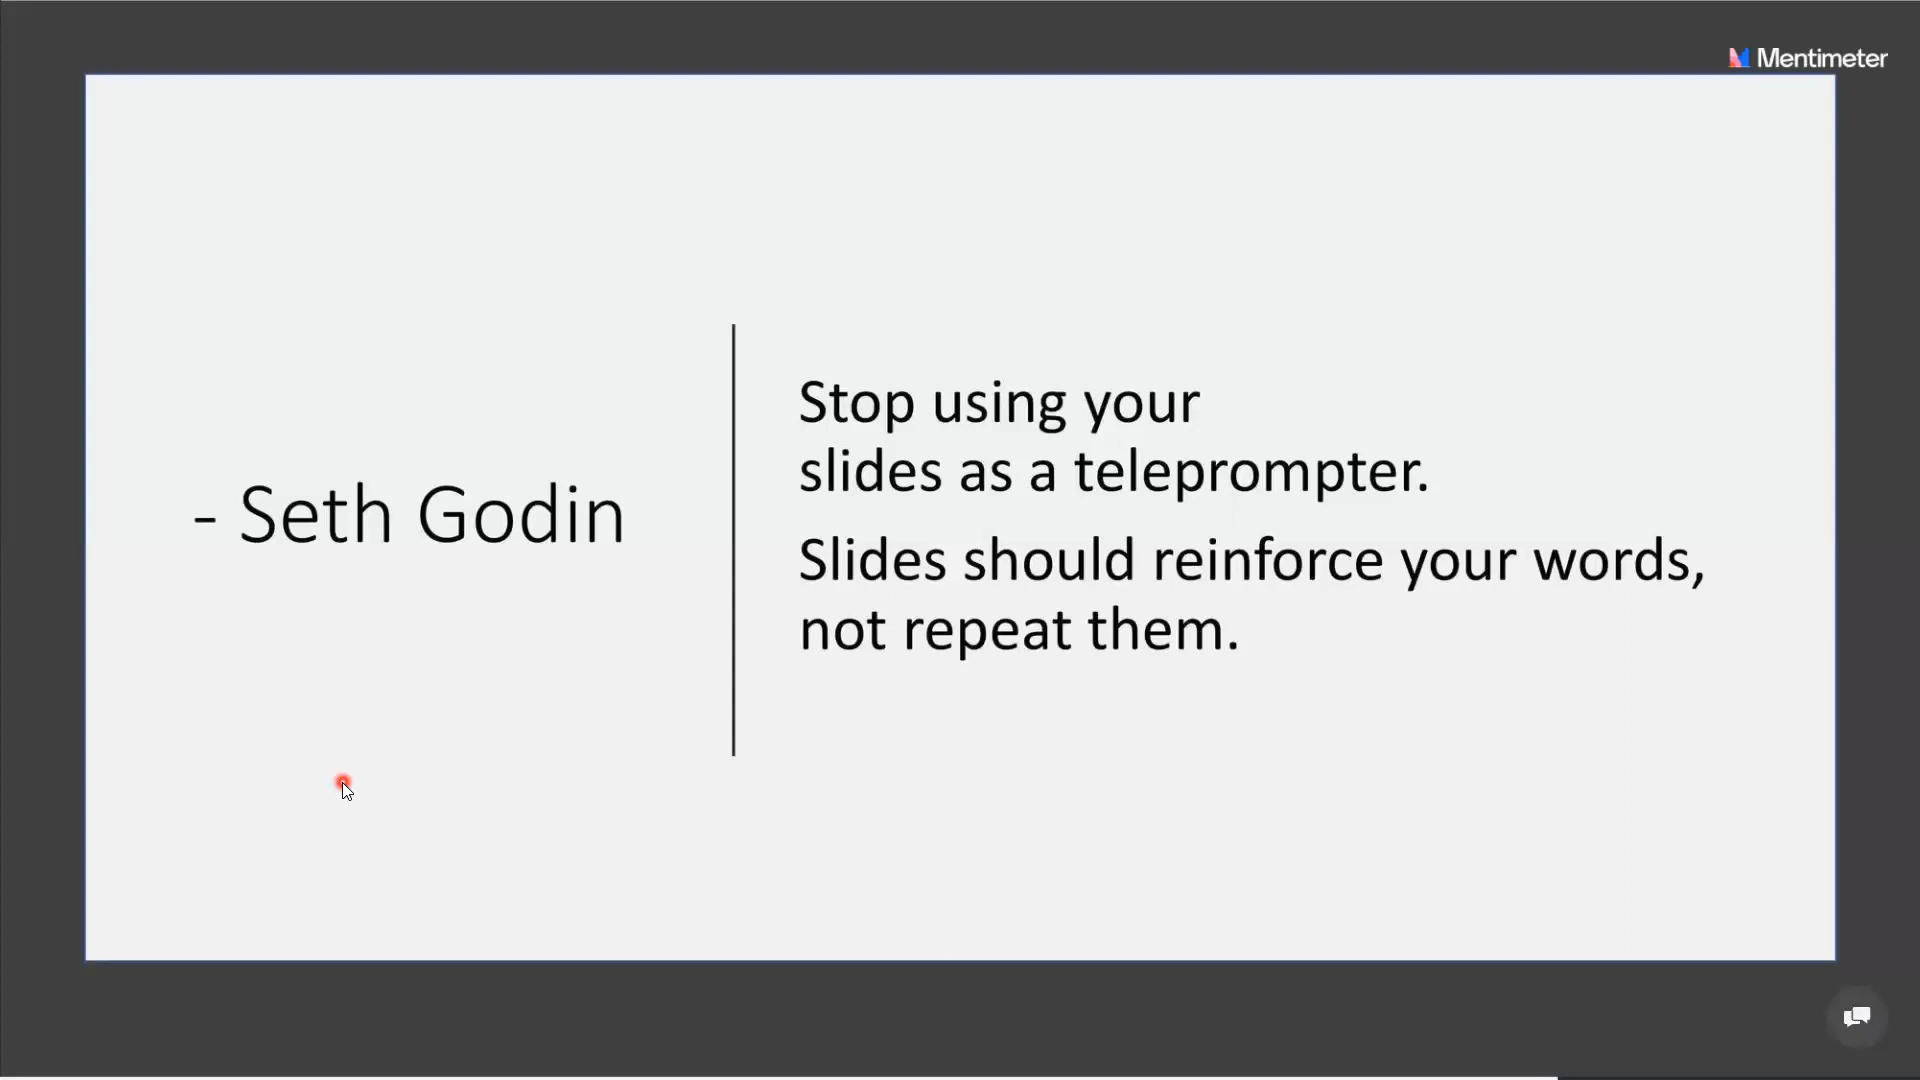 Mentimeter
- Seth Godin
Stop using your
slides as a teleprompter.
Slides should reinforce your words,
not repeat them.